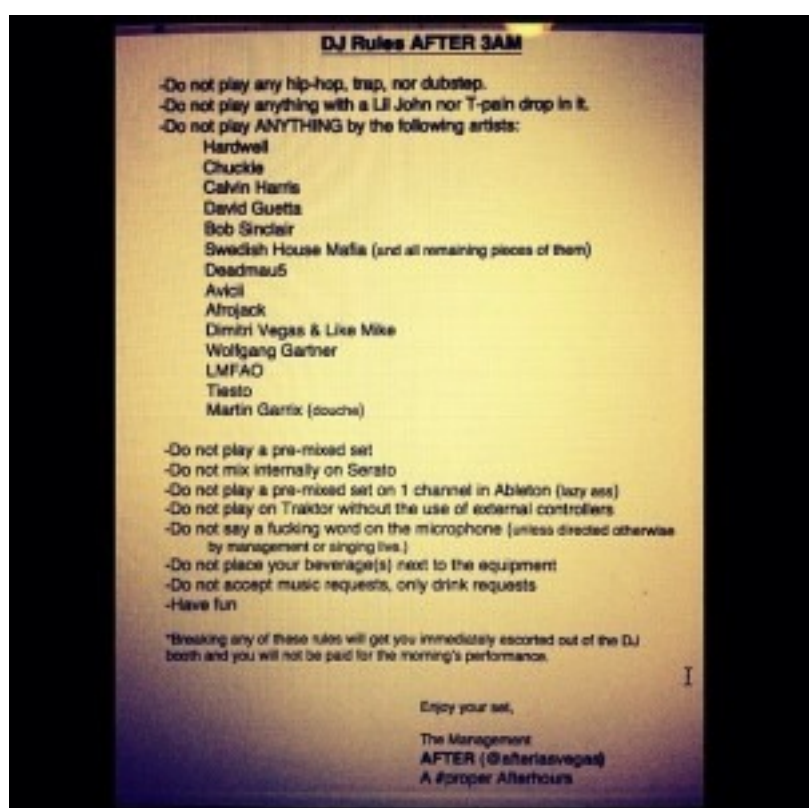 DJ Rules AFTER 3AM
-Do not play any hip-hop, trap, nor dubstep.
-Do not play anything with a Lil John nor T-pain drop in it.
-Do not play ANYTHING by the following artists:
Hardwell
Chuckie
Calvin Harris
David Guetta
Bob Sinclair
Swedish House Mafia (and all remaining pieces of them)
Deadmau5
Avicii
Afrojack
Dimitri Vegas & Like Mike
Wolfgang Gartner
LMFAO
Tiesto
Martin Garrix (douche)
-Do not play a pre-mixed set
-Do not mix internally on Serato
-Do not play a pre-mixed set on 1 channel in Ableton (lazy ass)
-Do not play on Traktor without the use of external controllers
-Do not say a fucking word on the microphone (unless directed otherwise
by management or singing live.)
-Do not place your beverage(s) next to the equipment
-Do not accept music requests, only drink requests
-Have fun
*Breaking any of these rules will get you immediately escorted out of the DJ
booth and you will not be paid for the morning's performance.
Enjoy your set,
The Management
AFTER (@afterlasvegas)
A #proper Afterhours